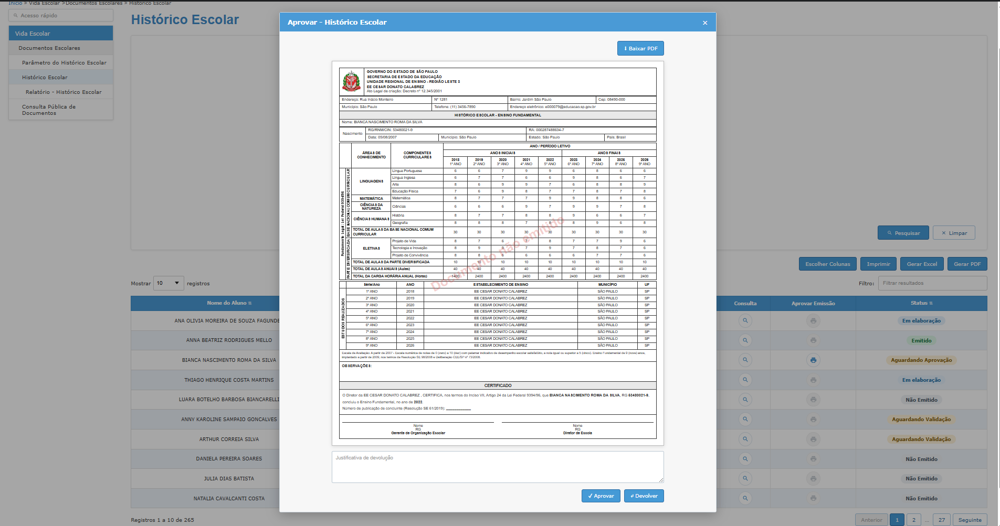 Início » Vida Escolar >Documentos Escolares » Histórico Escolar
Acesso rápido
Vida Escolar
Documentos Escolares
Parâmetro do Histórico Escolar
Histórico Escolar
Relatório - Histórico Escolar
Consulta Pública de
Documentos
Histórico Escolar
Pesquisar
Limpar
Escolher Colunas
Imprimir
Gerar Excel
Gerar PDF
Mostrar 10 registros
Filtro: Filtrar resultados
Nome do Aluno Consulta Aprovar Emissão Status
ANA OLIVIA MOREIRA DE SOUZA FAGUNDE Em elaboração
ANNA BEATRIZ RODRIGUES MELLO Emitido
BIANCA NASCIMENTO ROMA DA SILVA Aguardando Aprovação
THIAGO HENRIQUE COSTA MARTINS Em elaboração
LUARA BOTELHO BARBOSA BIANCARELLI Não Emitido
ANNY KAROLINE SAMPAIO GONCALVES Aguardando Validação
ARTHUR CORREIA SILVA Aguardando Validação
DANIELA PEREIRA SOARES Não Emitido
JULIA DIAS BATISTA Não Emitido
NATALIA CAVALCANTI COSTA Não Emitido
Registros 1 a 10 de 265
Anterior 1 2 ... 27 Seguinte
Aprovar - Histórico Escolar ×
Baixar PDF
GOVERNO DO ESTADO DE SÃO PAULO
SECRETARIA DE ESTADO DA EDUCAÇÃO
UNIDADE REGIONAL DE ENSINO - REGIÃO LESTE 3
EE CESAR DONATO CALABREZ
Ato Legal de criação: Decreto nº 12.345/2001
Endereço: Rua Inácio Monteiro Nº 1281 Bairro: Jardim São Paulo Cep: 08490-000
Município: São Paulo Telefone: (11) 3456-7890 Endereço eletrônico: e000079@educacao.sp.gov.br
HISTÓRICO ESCOLAR - ENSINO FUNDAMENTAL
Nome: BIANCA NASCIMENTO ROMA DA SILVA
Nascimento
RG/RNM/CIN: 53480021-9 RA: 000287488634-7
Data: 05/08/2007 Município: São Paulo Estado: São Paulo País: Brasil
ÁREAS DE
CONHECIMENTO
COMPONENTES
CURRICULARES
ANO / PERÍODO LETIVO
ANOS INICIAIS ANOS FINAIS
2018 2019 2020 2021 2022 2023 2024 2025 2026
1º ANO 2º ANO 3º ANO 4º ANO 5º ANO 6º ANO 7º ANO 8º ANO 9º ANO
Fundamento Legal: Lei Federal 9394/96
BASE NACIONAL COMUM CURRICULAR
LINGUAGENS
Língua Portuguesa 6 6 7 9 9 6 8 6 6
Língua Inglesa 6 7 7 6 6 9 8 6 7
Arte 8 6 9 9 7 6 8 8 9
Educação Física 7 6 9 8 7 7 8 7 8
MATEMÁTICA Matemática 8 7 7 7 9 9 8 8 6
CIÊNCIAS DA
NATUREZA
Ciências 6 6 6 9 7 9 9 7 8
CIÊNCIAS HUMANAS
História 8 7 7 8 8 9 6 6 7
Geografia 8 8 8 7 8 8 9 6 8
TOTAL DE AULAS DA BASE NACIONAL COMUM
CURRICULAR
30 30 30 30 30 30 30 30 30
PARTE DIVERSIFICADA
ELETIVAS
Projeto de Vida 8 7 6 7 8 7 7 9 6
Tecnologia e Inovação 8 9 9 7 9 7 8 7 6
Projeto de Convivência 8 8 6 6 6 6 7 7 6
TOTAL DE AULAS DA PARTE DIVERSIFICADA 10 10 10 10 10 10 10 10 10
TOTAL DE AULAS ANUAIS (Aulas) 40 40 40 40 40 40 40 40 40
TOTAL DA CARGA HORÁRIA ANUAL (Horas) 1400 2400 2400 2400 2400 2400 2400 2400 2400
Documento não emitido
ESTUDOS REALIZADOS
Série/Ano ANO ESTABELECIMENTO DE ENSINO MUNICÍPIO UF
1º ANO 2018 EE CESAR DONATO CALABREZ SÃO PAULO SP
2º ANO 2019 EE CESAR DONATO CALABREZ SÃO PAULO SP
3º ANO 2020 EE CESAR DONATO CALABREZ SÃO PAULO SP
4º ANO 2021 EE CESAR DONATO CALABREZ SÃO PAULO SP
5º ANO 2022 EE CESAR DONATO CALABREZ SÃO PAULO SP
6º ANO 2023 EE CESAR DONATO CALABREZ SÃO PAULO SP
7º ANO 2024 EE CESAR DONATO CALABREZ SÃO PAULO SP
8º ANO 2025 EE CESAR DONATO CALABREZ SÃO PAULO SP
9º ANO 2026 EE CESAR DONATO CALABREZ SÃO PAULO SP
Escala de Avaliação: A partir de 2007 - Escala numérica de notas de 0 (zero) a 10 (dez) com patamar indicativo de desempenho escolar satisfatório, a nota igual ou superior a 5 (cinco). Ensino Fundamental de 9 (nove) anos,
implantado a partir de 2009, nos termos da Resolução SE 98/2008 e Deliberação CEE/SP nº 73/2008.
OBSERVAÇÕES:
CERTIFICADO
O Diretor da EE CESAR DONATO CALABREZ , CERTIFICA, nos termos do Inciso VII, Artigo 24 da Lei Federal 9394/96, que BIANCA NASCIMENTO ROMA DA SILVA, RG 53480021-9,
concluiu o Ensino Fundamental, no ano de 2022.
Número de publicação de concluinte (Resolução SE 61/2019): ____________
Nome Nome
RG RG
Gerente de Organização Escolar Diretor de Escola
Justificativa de devolução
Aprovar
Devolver